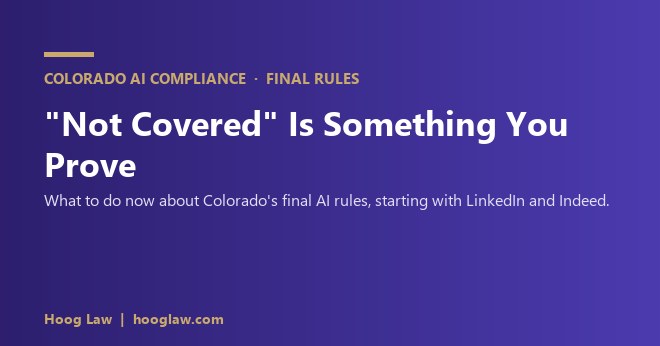 COLORADO AI COMPLIANCE · FINAL RULES
"Not Covered" Is Something You
Prove
What to do now about Colorado's final AI rules, starting with LinkedIn and Indeed.
Hoog Law | hooglaw.com